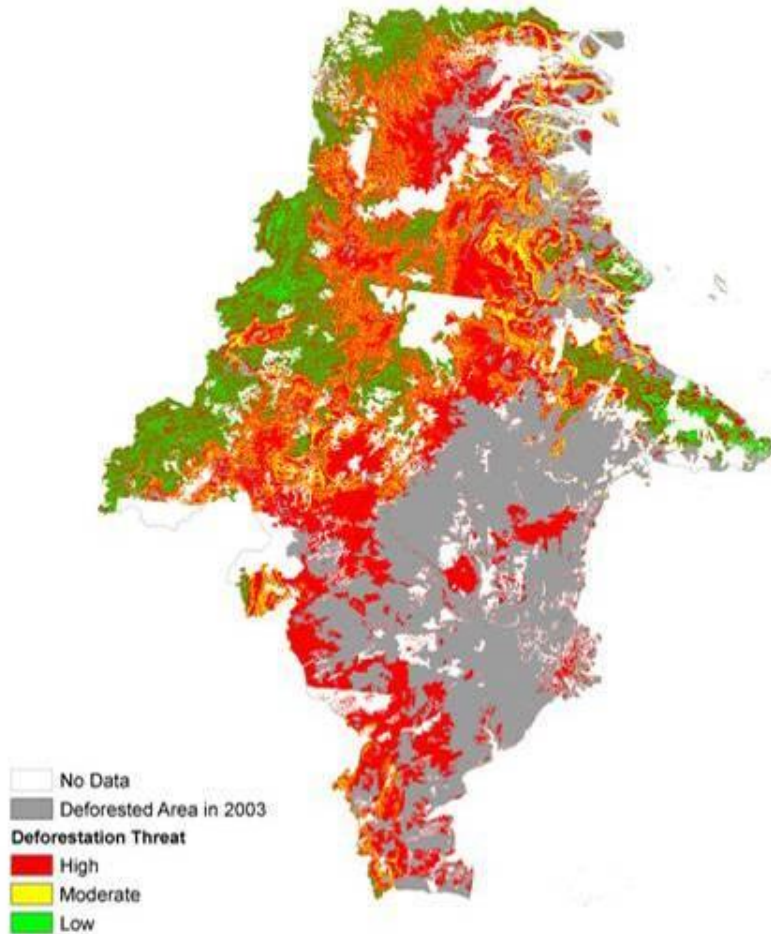 No Data
Deforested Area in 2003
Deforestation Threat
High
Moderate
Low